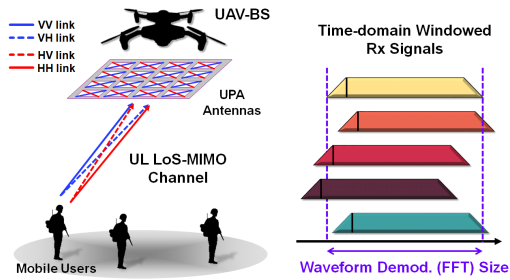 VV link
VH link
HV link
HH link
UAV-BS
UPA
Antennas
UL LoS-MIMO
Channel
Mobile Users
Time-domain Windowed
Rx Signals
Waveform Demod. (FFT) Size